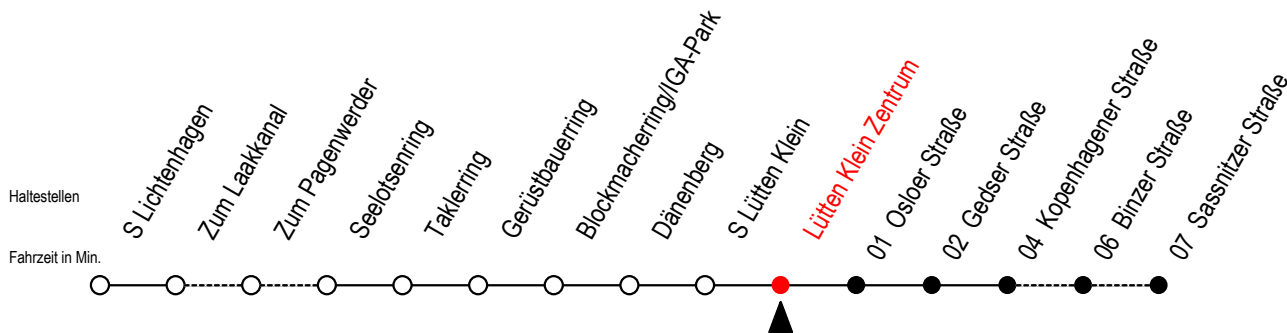 Haltestellen
Fahrzeit in Min.
S Lichtenhagen
Zum Laakkanal
Zum Pagenwerder
Seelotsenring
Taklerring
Gerüstbauerring
Blockmacherring/IGA-Park
Dänenberg
S Lütten Klein
Lütten Klein Zentrum
01 Osloer Straße
02 Gedser Straße
04 Kopenhagener Straße
06 Binzer Straße
07 Sassnitzer Straße